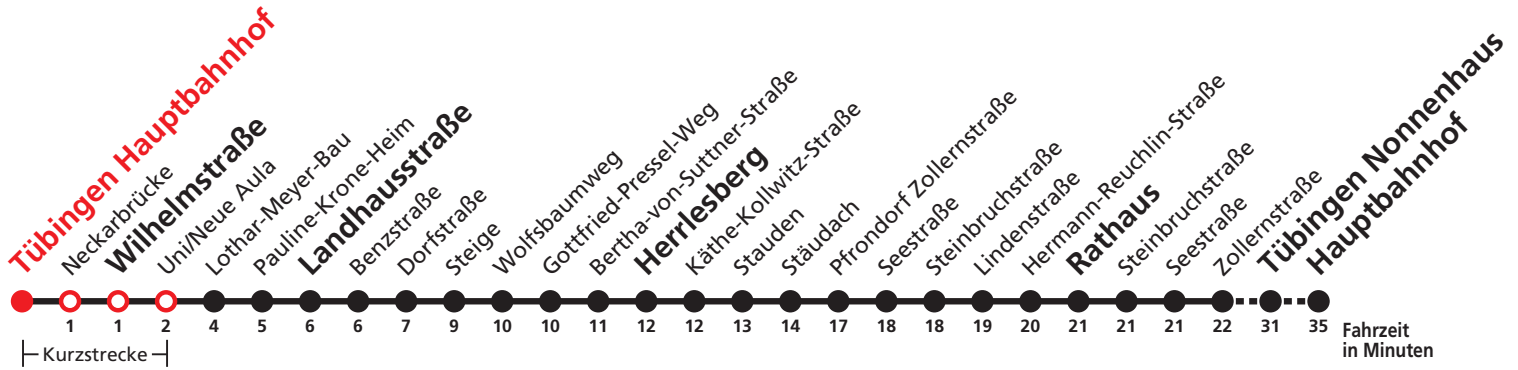 Tübingen Hauptbahnhof
Neckarbrücke
Wilhelmstraße
Uni/Neue Aula
Lothar-Meyer-Bau
Pauline-Krone-Heim
Landhausstraße
Benzstraße
Dorfstraße
Steige
Wolfsbaumweg
Gottfried-Pressel-Weg
Bertha-von-Suttner-Straße
Herrlesberg
Käthe-Kollwitz-Straße
Stauden
Stäudach
Pfrondorf Zollernstraße
Seestraße
Steinbruchstraße
Lindenstraße
Hermann-Reuchlin-Straße
Rathaus
Steinbruchstraße
Seestraße
Zollernstraße
Tübingen Nonnenhaus
Hauptbahnhof
1 1 2 4 5 6 6 7 9 10 10 11 12 12 13 14 17 18 18 19 20 21 21 21 22 31 35
Fahrzeit
in Minuten
Kurzstrecke